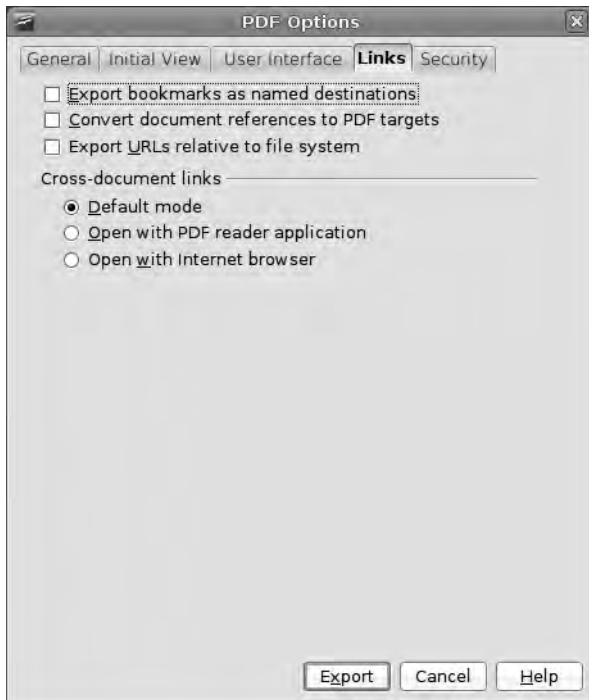 PDF Options
General Initial View User Interface Links Security
Export bookmarks as named destinations
Convert document references to PDF targets
Export URLs relative to file system
Cross-document links
Default mode
Open with PDF reader application
Open with Internet browser
Export Cancel Help